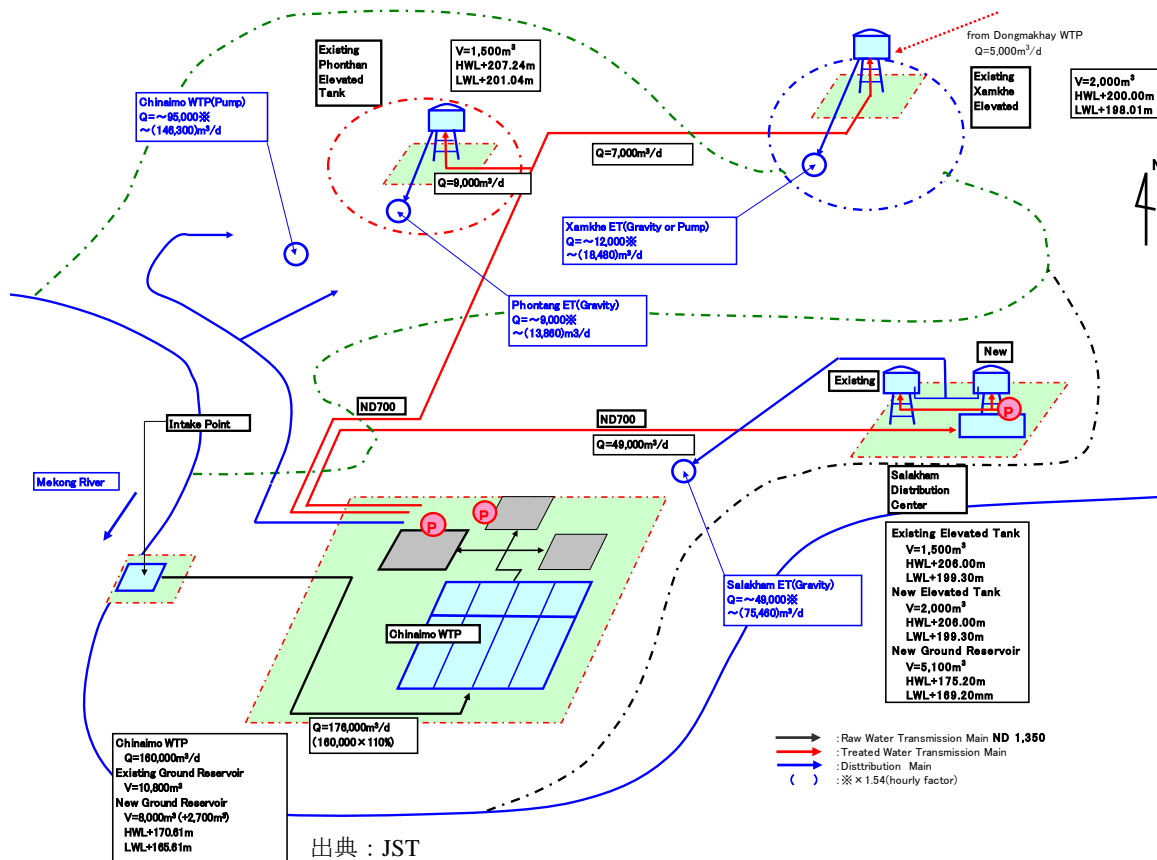 Existing
Phonthan
Elevated
Tank
V=1,500m³
HWL+207.24m
LWL+201.04m
from Dongmakhay WTP
Q=5,000m³/d
Existing
Xamkhe
Elevated
V=2,000m³
HWL+200.00m
LWL+198.01m
Chinaimo WTP(Pump)
Q=~95,000※
~(146,300)m³/d
Q=7,000m³/d
Q=9,000m³/d
N
Xamkhe ET(Gravity or Pump)
Q=~12,000※
~(18,480)m³/d
Phontang ET(Gravity)
Q=~9,000※
~(13,860)m3/d
New
Existing
P
ND700
ND700
Q=49,000m³/d
Intake Point
Mekong River
Salakham
Distribution
Center
P
P
Existing Elevated Tank
V=1,500m³
HWL+206.00m
LWL+199.30m
New Elevated Tank
V=2,000m³
HWL+206.00m
LWL+199.30m
New Ground Reservoir
V=5,100m³
HWL+175.20m
LWL+169.20mm
Salakham ET(Gravity)
Q=~49,000※
~(75,460)m³/d
Chinaimo WTP
Q=176,000m³/d
(160,000×110%)
Chinaimo WTP
Q=160,000m³/d
Existing Ground Reservoir
V=10,800m³
New Ground Reservoir
V=8,000m³(+2,700m³)
HWL+170.61m
LWL+165.61m
:Raw Water Transmission Main ND 1,350
:Treated Water Transmission Main
:Disttribution Main
( ) :※×1.54(hourly factor)
出典：JST